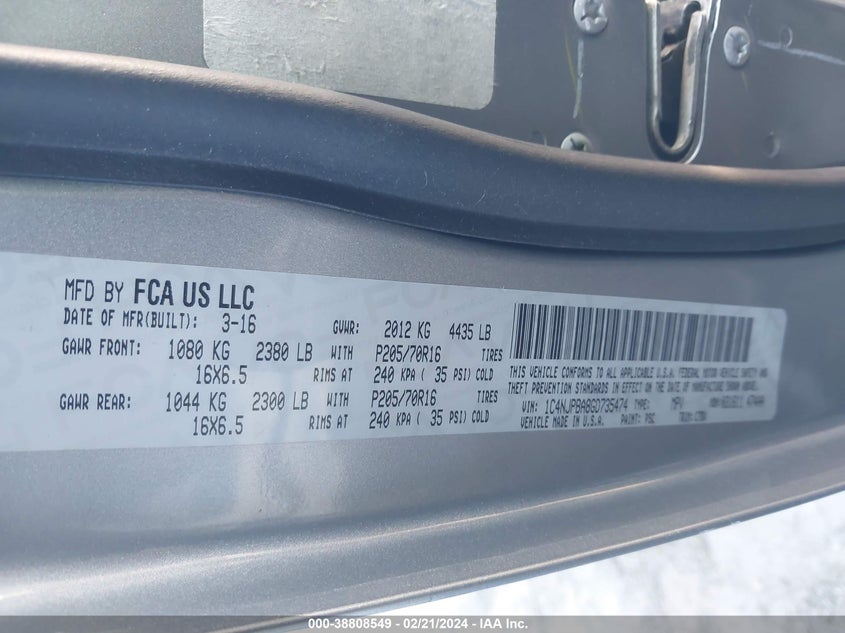 MFD BY FCA US LLC
DATE OF MFR(BUILT): 3-16 GVWR: 2012 KG 4435 LB
GAWR FRONT: 1080 KG 2380 LB WITH P205/70R16 TIRES
16X6.5 RIMS AT 240 KPA ( 35 PSI) COLD
GAWR REAR: 1044 KG 2300 LB WITH P205/70R16 TIRES
16X6.5 RIMS AT 240 KPA ( 35 PSI) COLD
THIS VEHICLE CONFORMS TO ALL APPLICABLE U.S.A. FEDERAL MOTOR VEHICLE SAFETY AND
THEFT PREVENTION STANDARDS IN EFFECT ON THE DATE OF MANUFACTURE SHOWN ABOVE.
VIN: 1C4NJPBA8GD735474 TYPE: MPV
VEHICLE MADE IN U.S.A. PAINT: PSC TRIM:
000-38808549 - 02/21/2024 - IAA Inc.